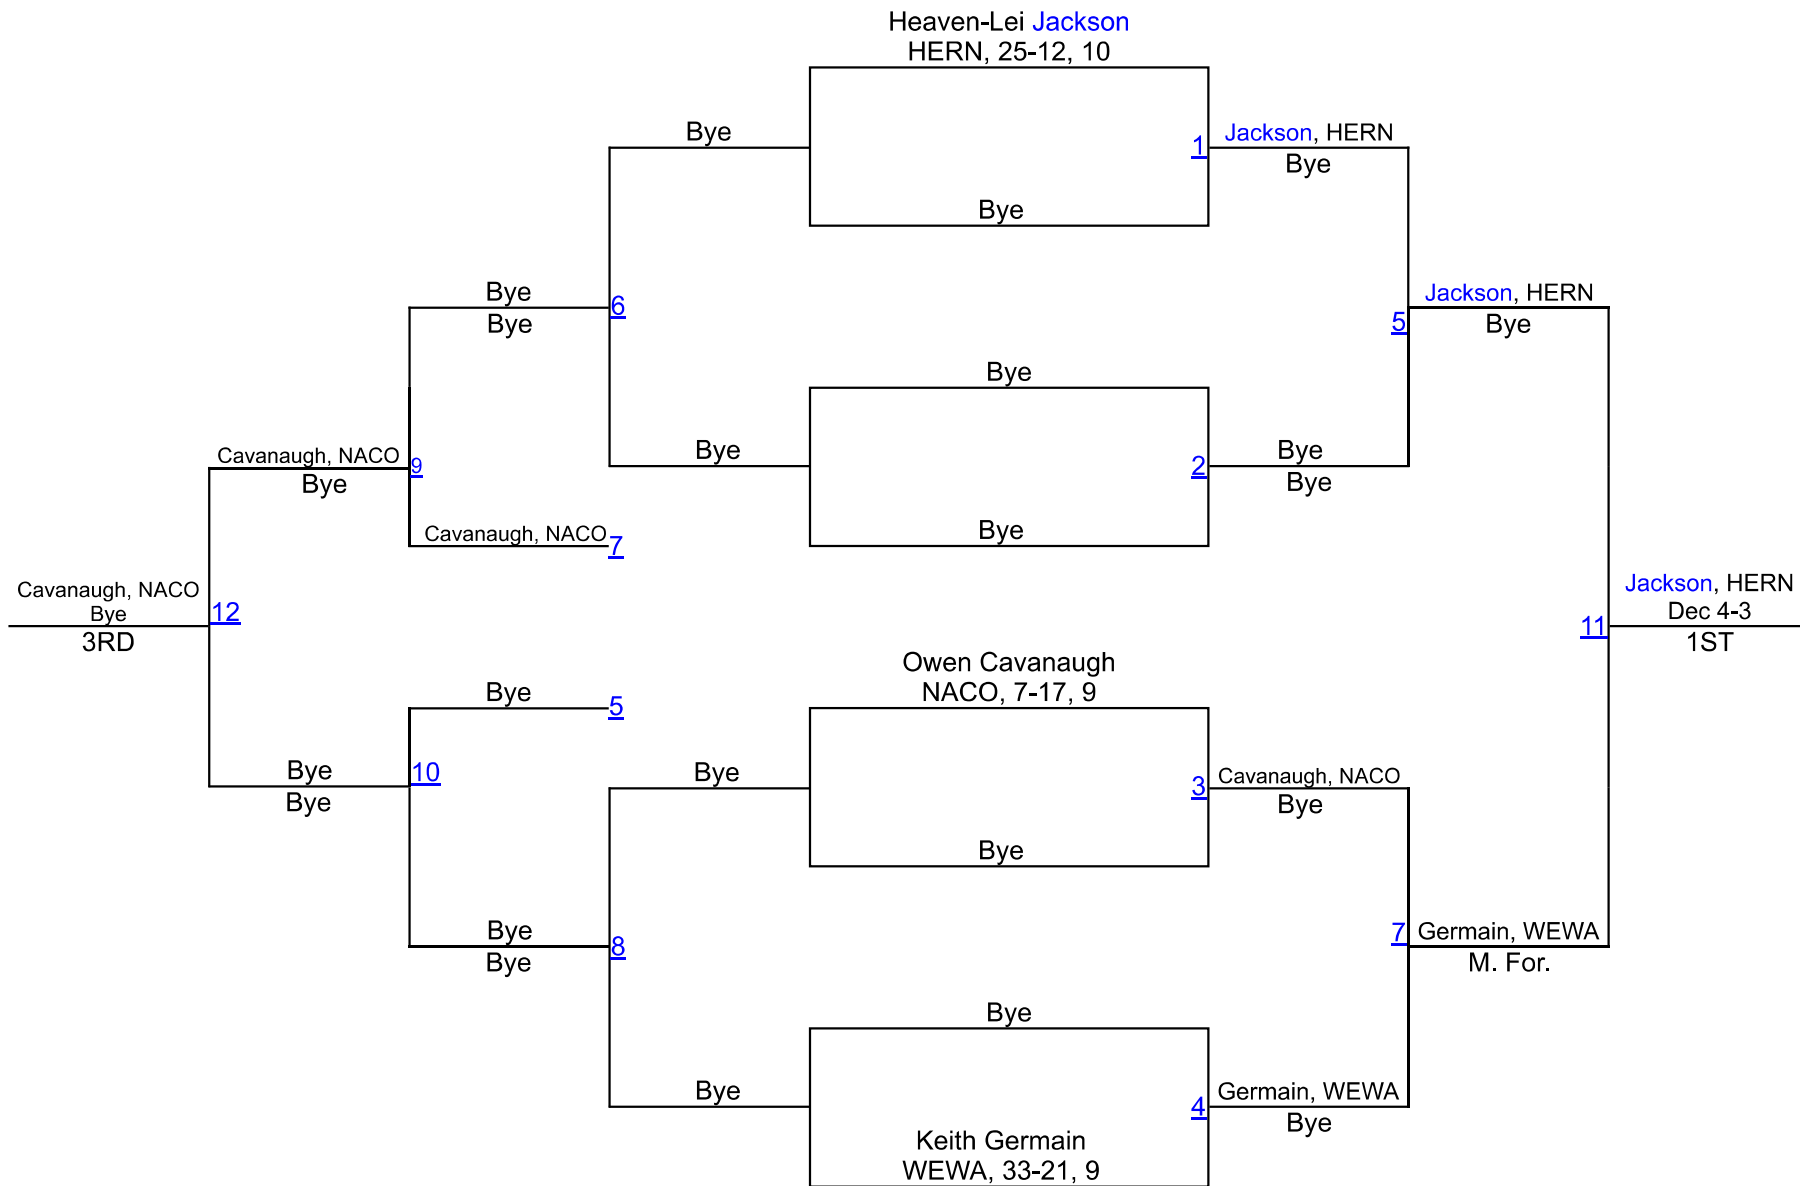 Heaven-Lei Jackson
HERN, 25-12, 10
Bye
1
Jackson, HERN
Bye
Bye
Bye
Bye
6
Jackson, HERN
Bye
5
Bye
Bye
2
Bye
Bye
Bye
Cavanaugh, NACO
Bye
9
Cavanaugh, NACO
7
Cavanaugh, NACO
Bye
3RD
12
Jackson, HERN
Dec 4-3
1ST
11
Owen Cavanaugh
NACO, 7-17, 9
Bye
5
Bye
Bye
10
Bye
3
Cavanaugh, NACO
Bye
Bye
Bye
Bye
8
7
Germain, WEWA
M. For.
Bye
Bye
4
Germain, WEWA
Bye
Keith Germain
WEWA, 33-21, 9